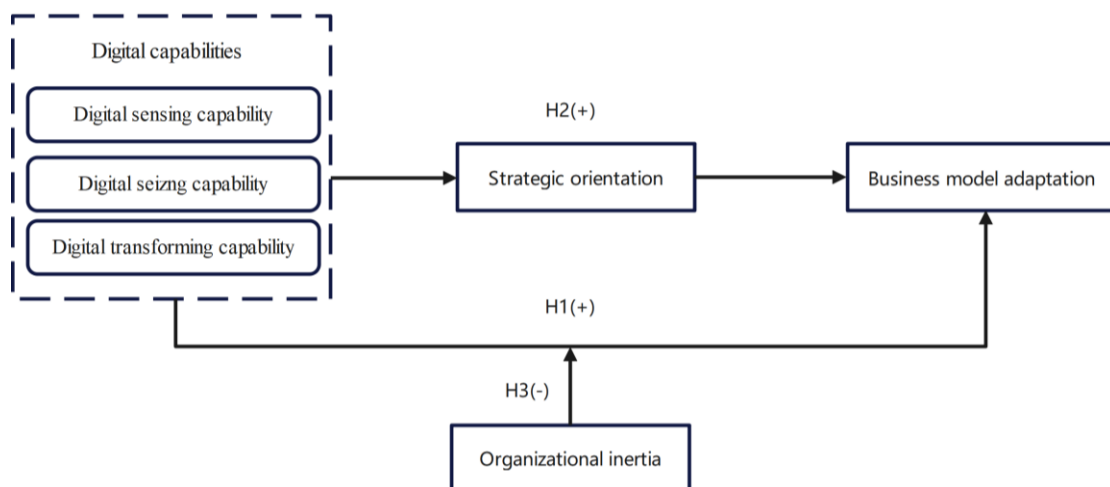 Digital capabilities
Digital sensing capability
Digital seizng capability
Digital transforming capability
H2(+)
Strategic orientation
Business model adaptation
H1(+)
H3(-)
Organizational inertia